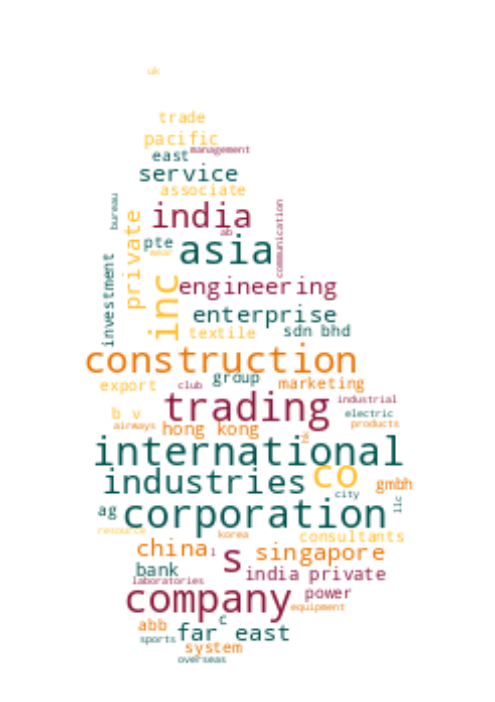 uk
trade
pacific
management
east
service
associate
bureau
private
india
communication
ab
pte
asia
investment
inc
engineering
enterprise
textile
sdn bhd
construction
group
export
club
marketing
trading
industrial
b v
electric
airways
hong kong
products
international
industries
co
gmbh
city
ag
corporation
llc
resource
korea
consultants
china
s
singapore
bank
india private
laboratories
company
power
equipment
abb
c
far east
sports
system
overseas